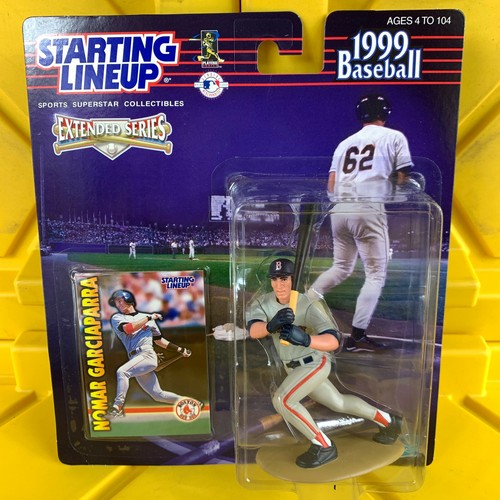 AGES 4 TO 104
STARTING
LINEUP
1999
Baseball
SPORTS SUPERSTAR COLLECTIBLES
EXTENDED SERIES
62
STARTING
LINEUP
NOMAR GARCIAPARRA
B